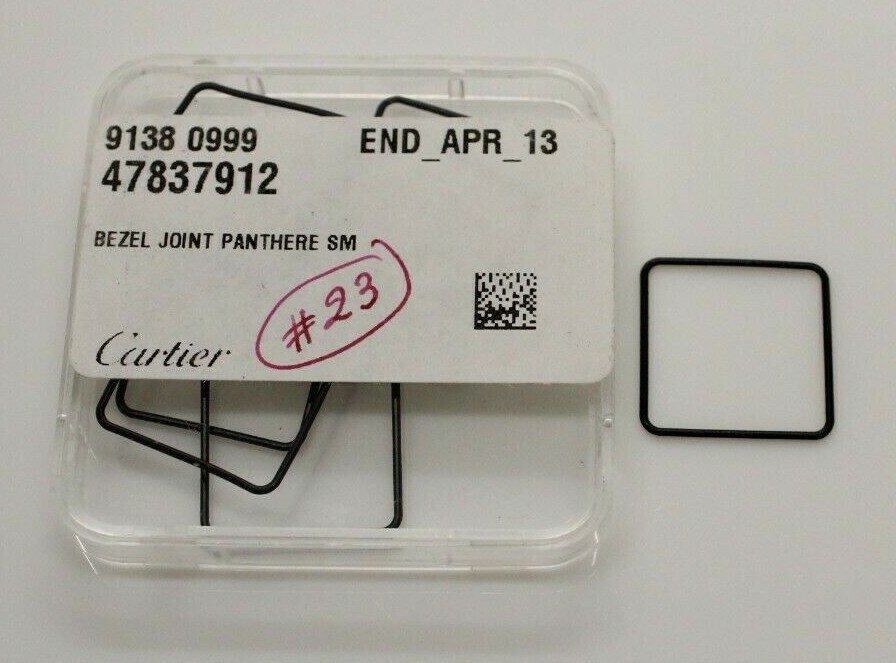 9138 0999 END_APR_13
47837912
BEZEL JOINT PANTHERE SM
#23
Cartier